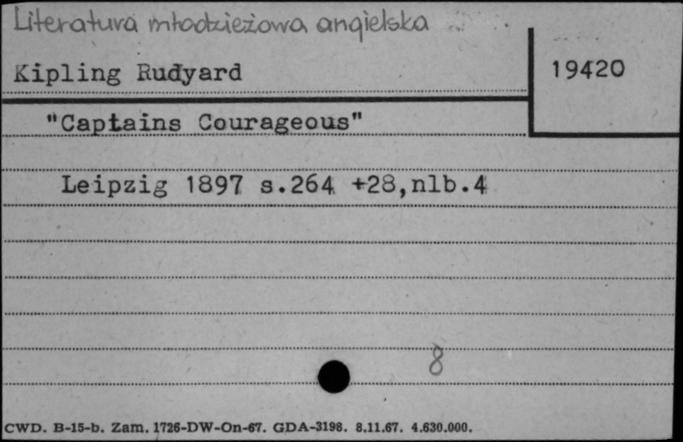 Literatura młodzieżowa angielska
Kipling Rudyard
19420
"Captains Courageous"
Leipzig 1897 s.264 +28,nlb.4
8
CWD. B-15-b. Zam. 1726-DW-On-67. GDA-3198. 8.11.67. 4.630.000.